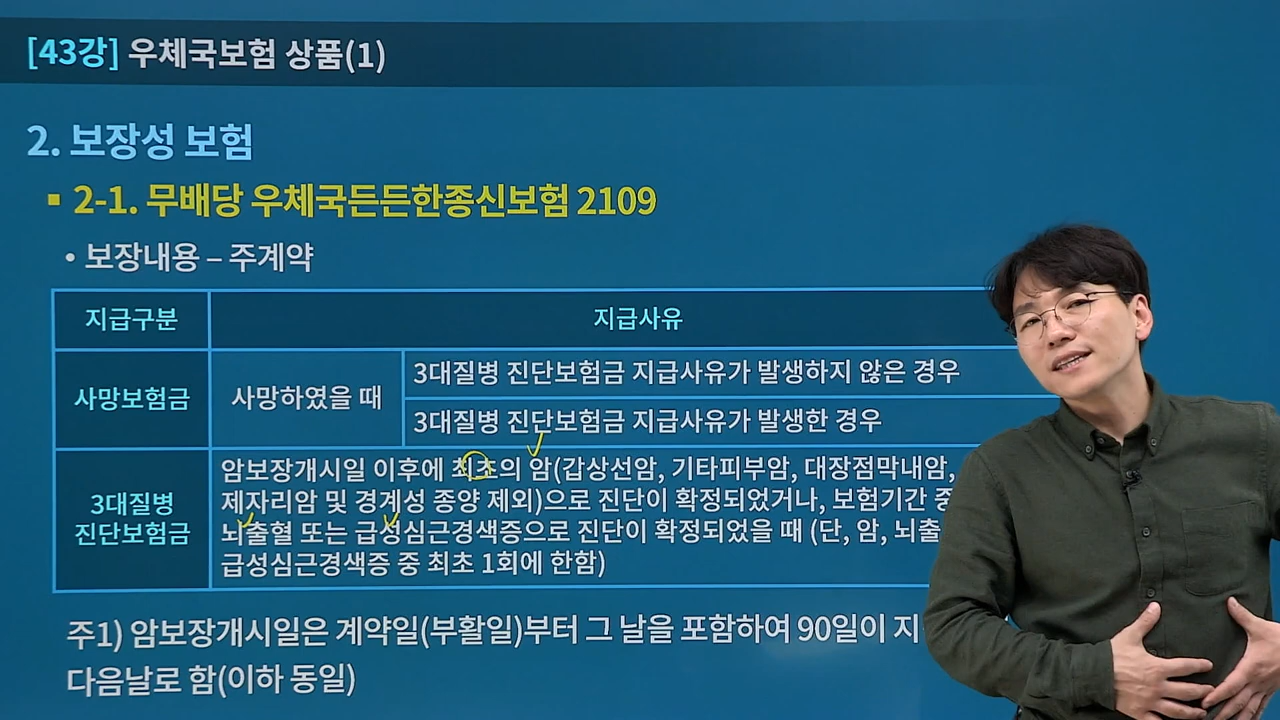 [43강] 우체국보험 상품(1)
2. 보장성 보험
▪ 2-1. 무배당 우체국든든한종신보험 2109
• 보장내용 – 주계약
지급구분
지급사유
사망보험금
사망하였을 때
3대질병 진단보험금 지급사유가 발생하지 않은 경우
3대질병 진단보험금 지급사유가 발생한 경우
3대질병
진단보험금
암보장개시일 이후에 최초의 암(갑상선암, 기타피부암, 대장점막내암,
제자리암 및 경계성 종양 제외)으로 진단이 확정되었거나, 보험기간 중
뇌출혈 또는 급성심근경색증으로 진단이 확정되었을 때 (단, 암, 뇌출
급성심근경색증 중 최초 1회에 한함)
주1) 암보장개시일은 계약일(부활일)부터 그 날을 포함하여 90일이 지
다음날로 함(이하 동일)